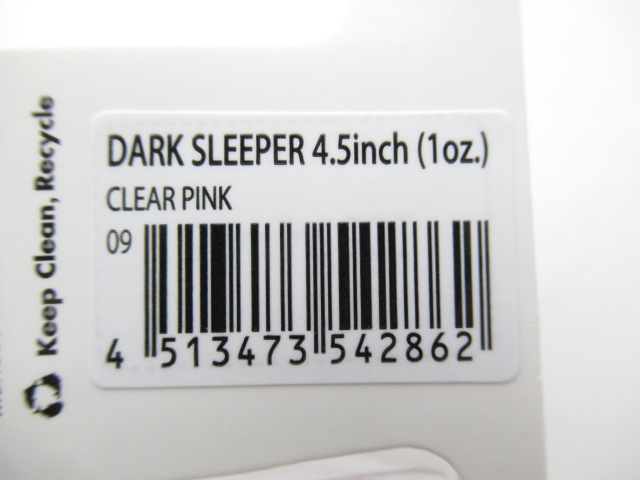 DARK SLEEPER 4.5inch (1oz.)
CLEAR PINK
09
4 513473 542862
Keep Clean, Recycle